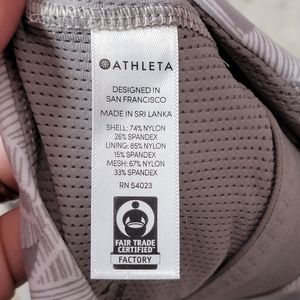 ATHLETA
DESIGNED IN
SAN FRANCISCO
MADE IN SRI LANKA
SHELL: 74% NYLON
26% SPANDEX
LINING: 85% NYLON
15% SPANDEX
MESH: 67% NYLON
33% SPANDEX
RN 54023
FAIR TRADE
CERTIFIED
FACTORY